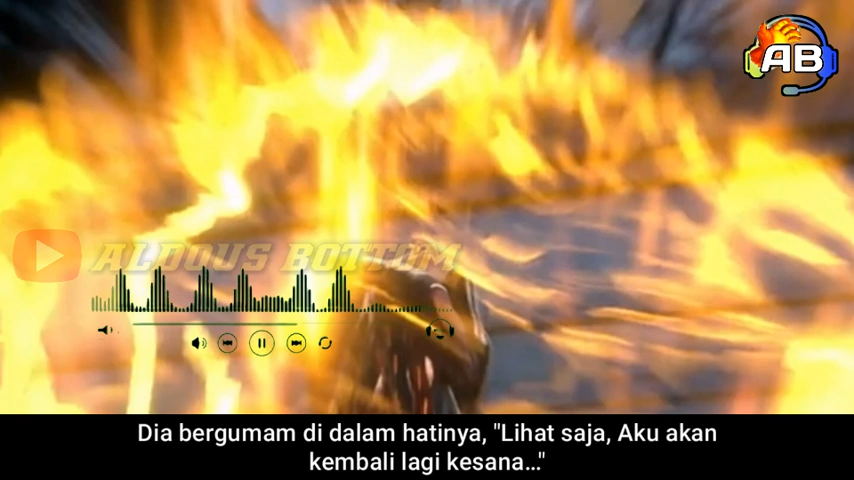 AB
ALDOUS BOTTOM
Dia bergumam di dalam hatinya, "Lihat saja, Aku akan
kembali lagi kesana..."